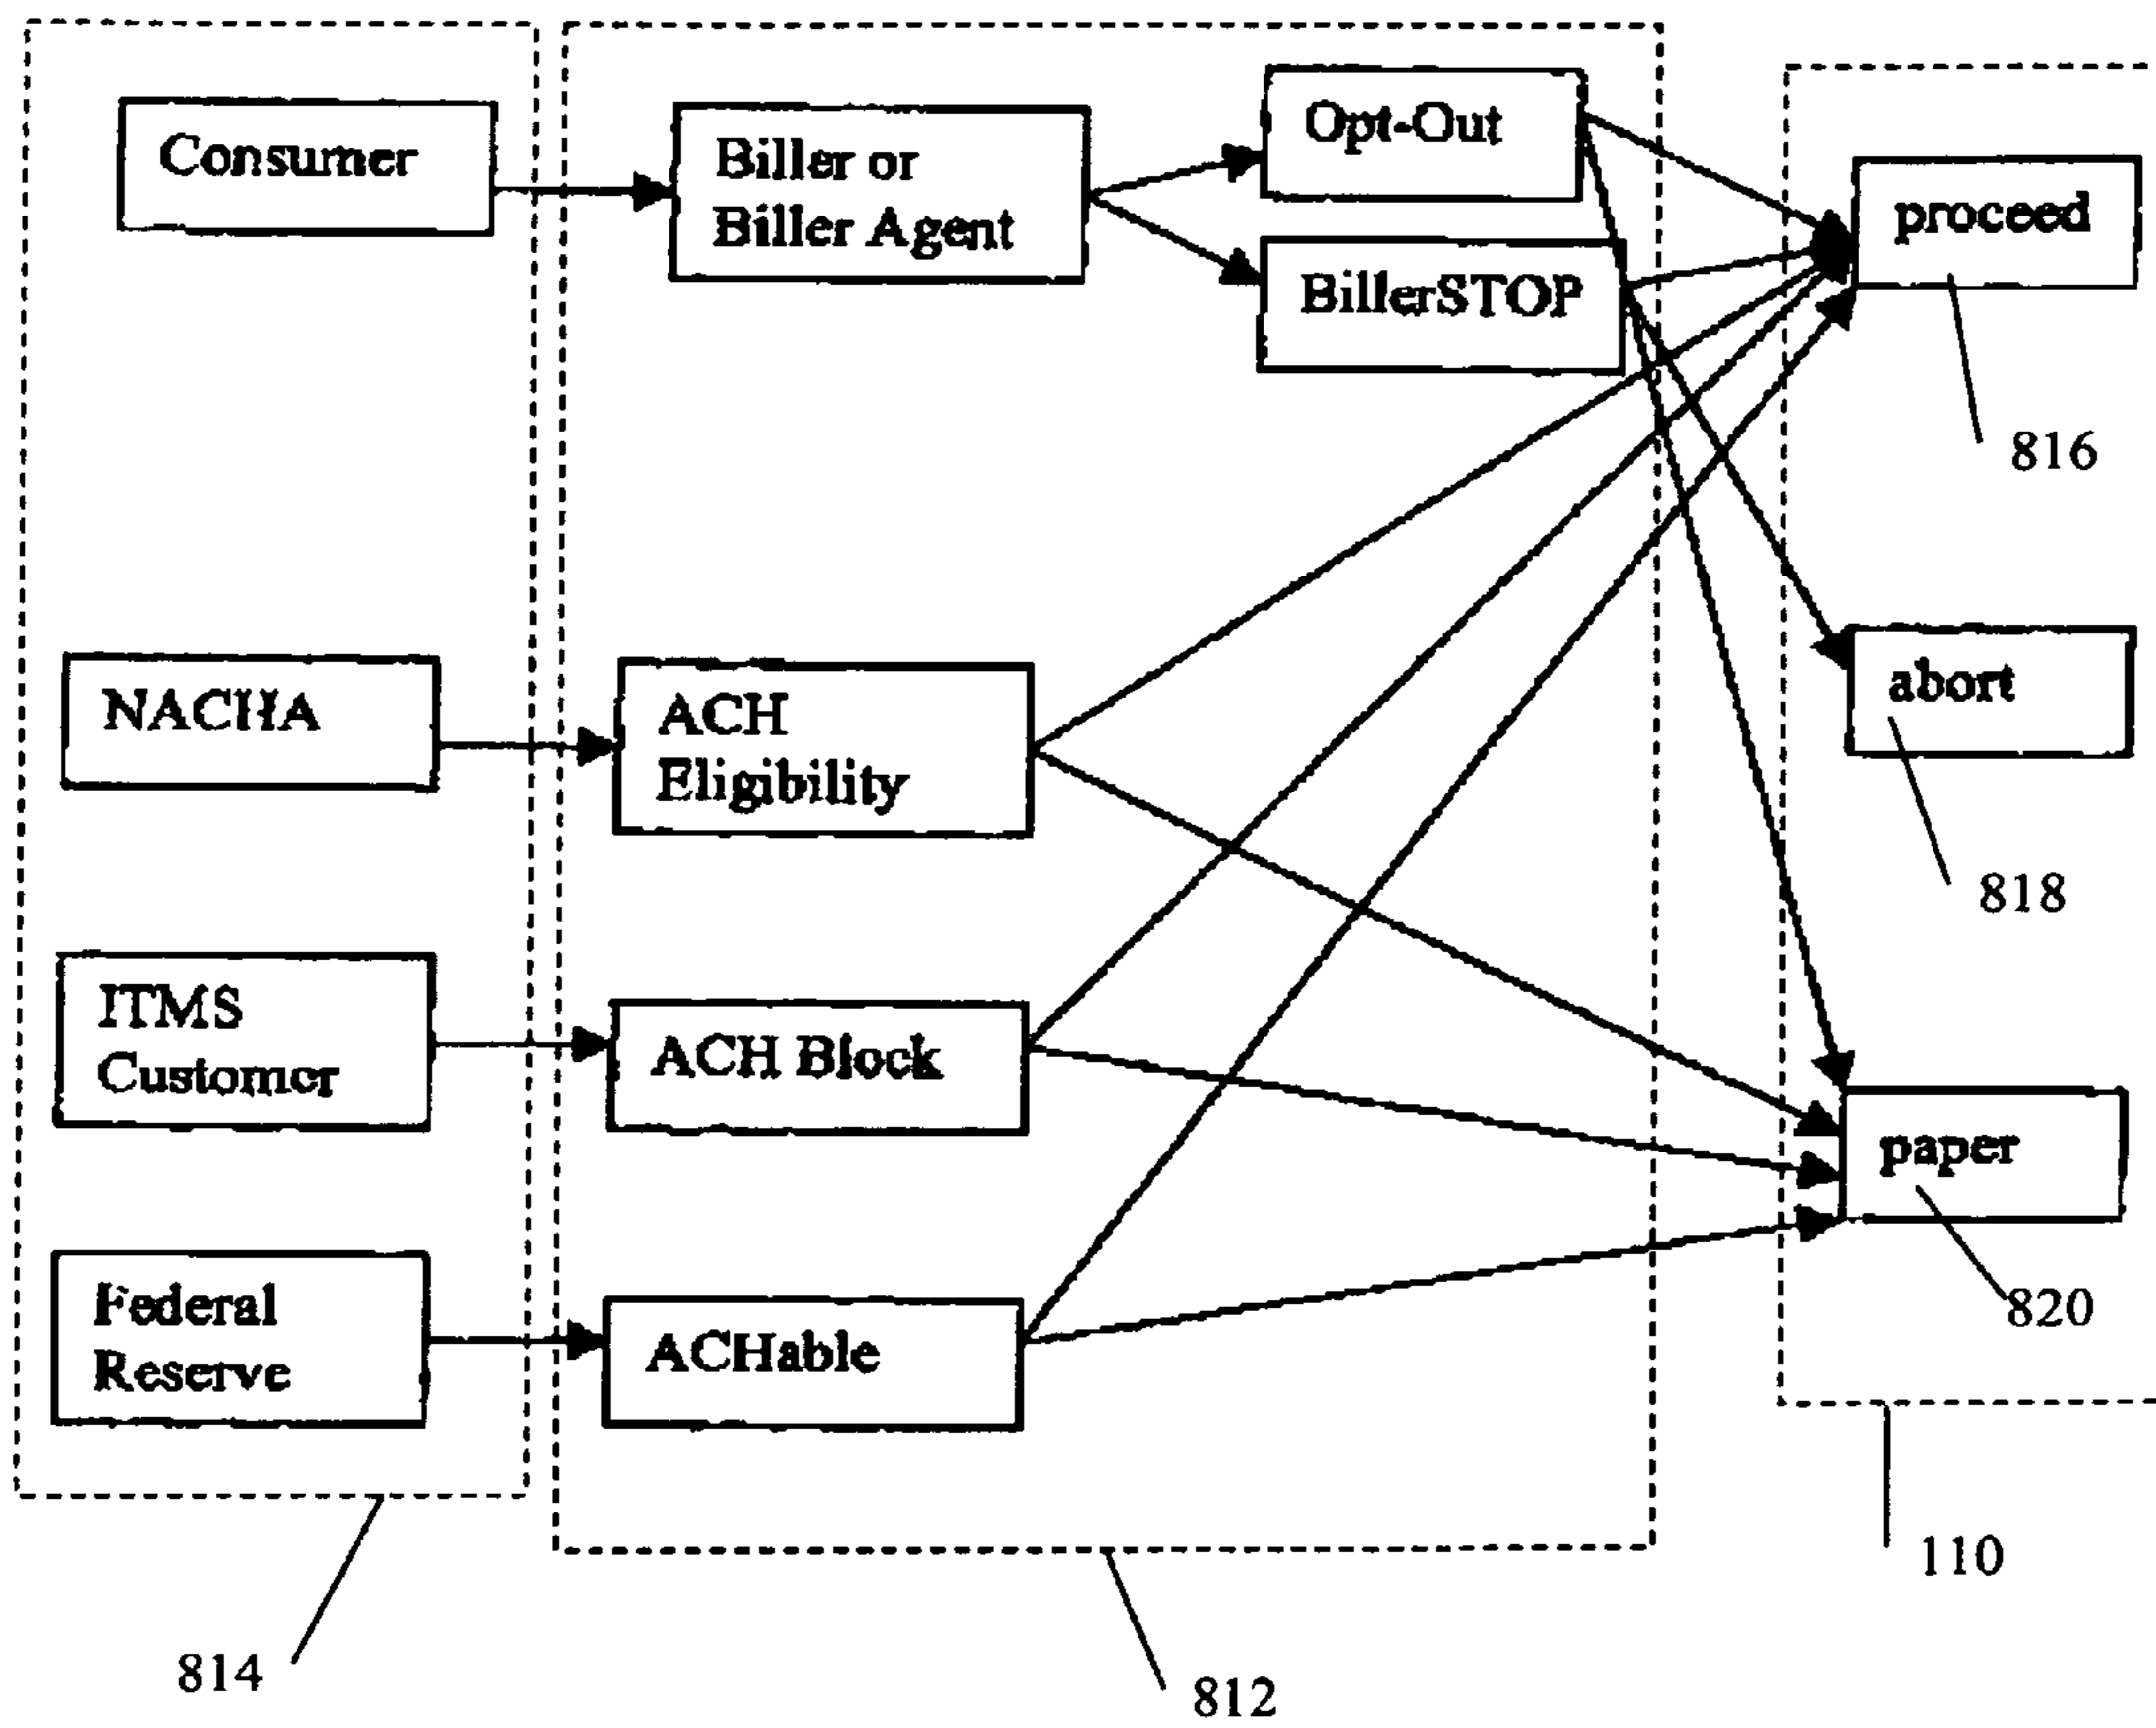 Consumer
Biller or
Biller Agent
Opt-Out
BillerSTOP
proceed
816
NACHA
ACH
Eligibility
abort
818
ITMS
Customer
ACH Block
paper
820
Federal
Reserve
ACHable
110
814
812